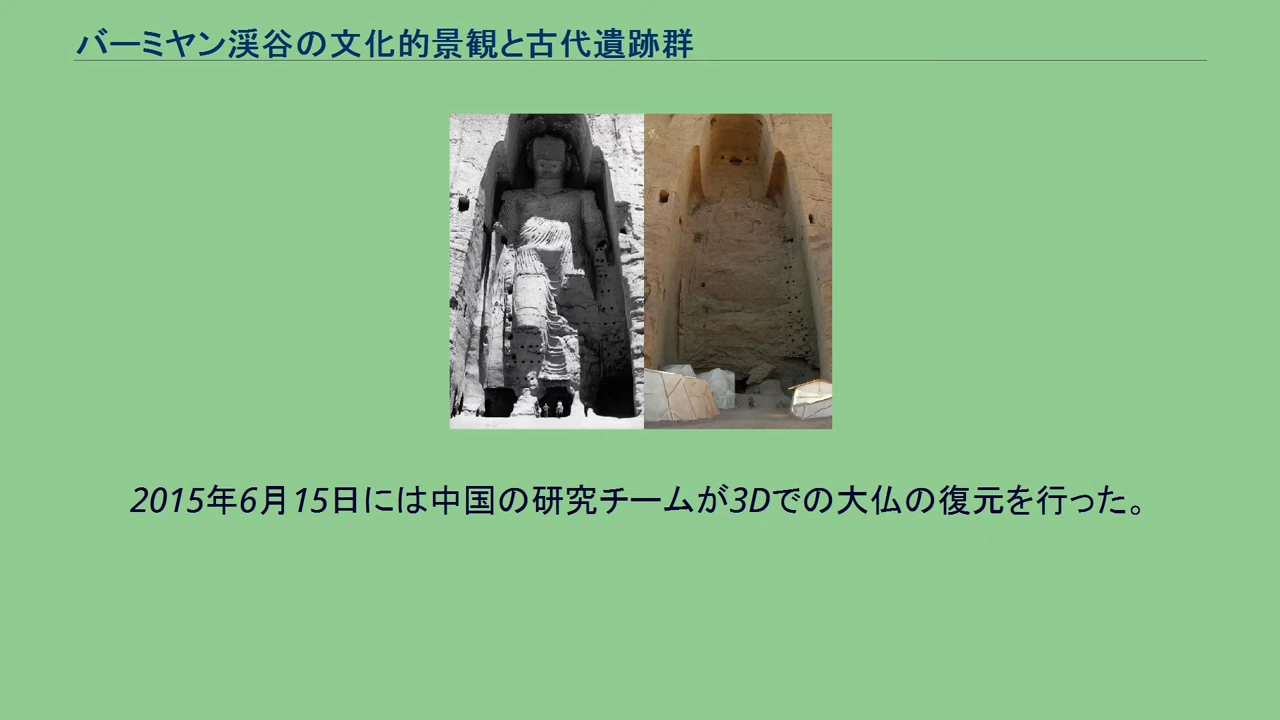 バーミヤン渓谷の文化的景観と古代遺跡群
2015年6月15日には中国の研究チームが3Dでの大仏の復元を行った。